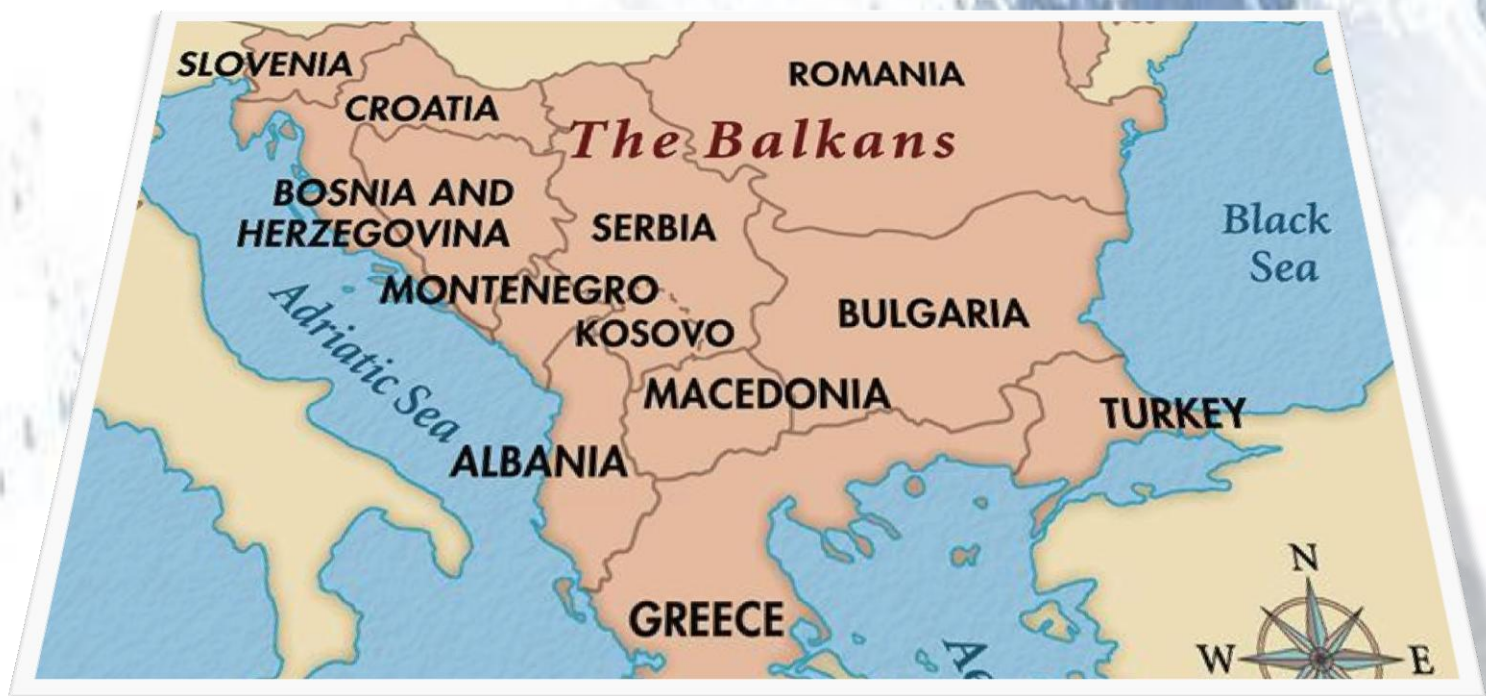 SLOVENIA
ROMANIA
CROATIA
The Balkans
BOSNIA AND
HERZEGOVINA
SERBIA
Black
Sea
MONTENEGRO
Adriatic Sea
KOSOVO
BULGARIA
MACEDONIA
TURKEY
ALBANIA
GREECE
N
W
E